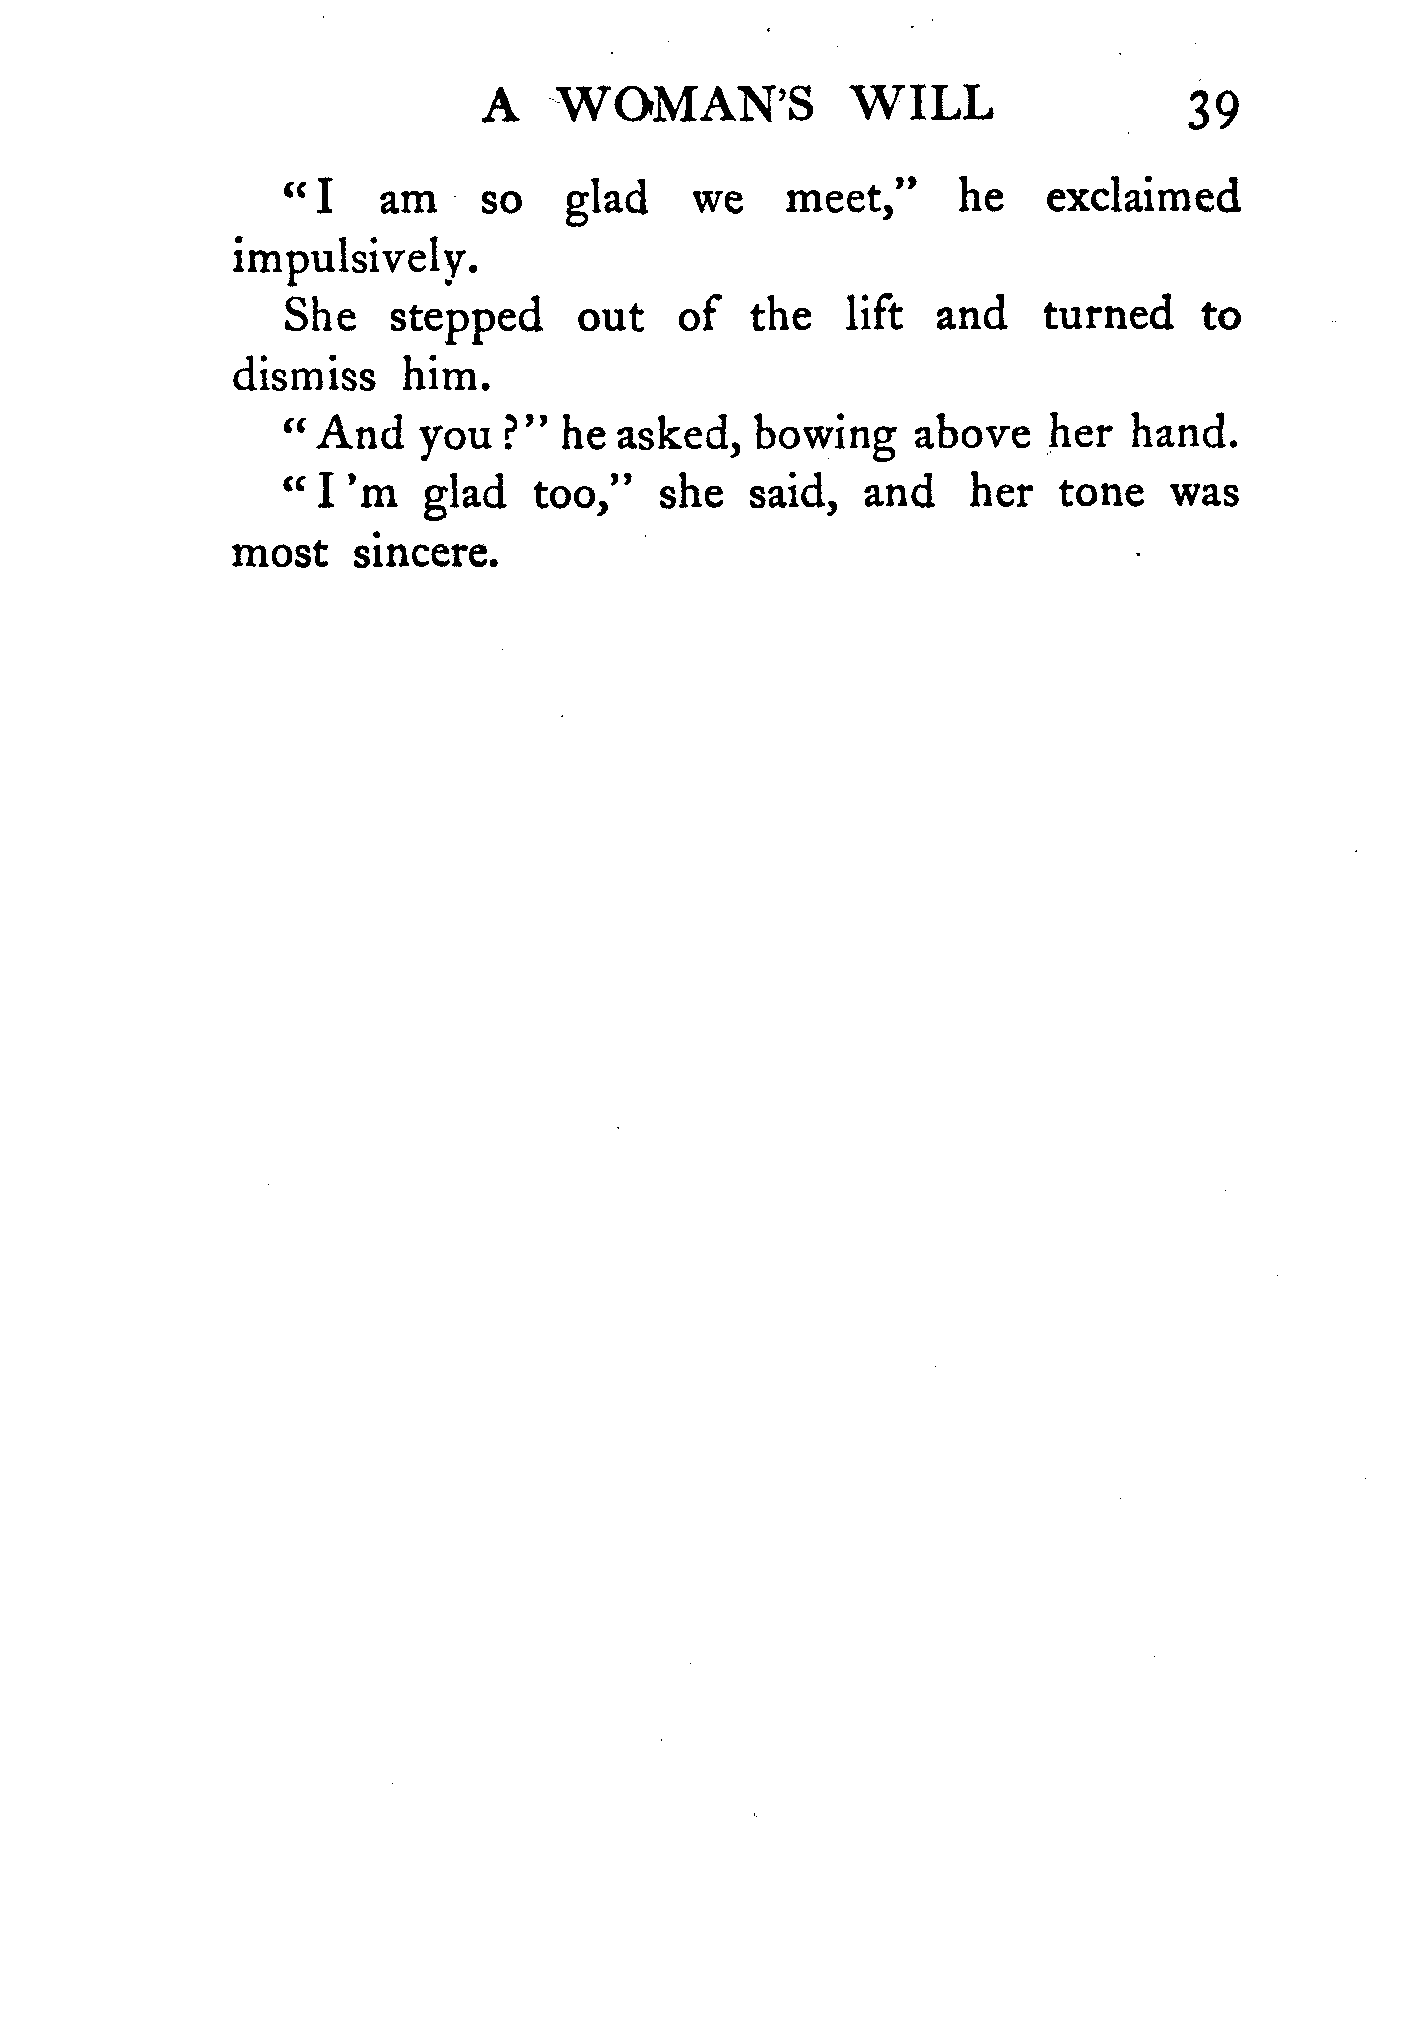 A WOMAN'S WILL 39
"I am so glad we meet," he exclaimed
impulsively.
She stepped out of the lift and turned to
dismiss him.
"And you?" he asked, bowing above her hand.
"I'm glad too," she said, and her tone was
most sincere.